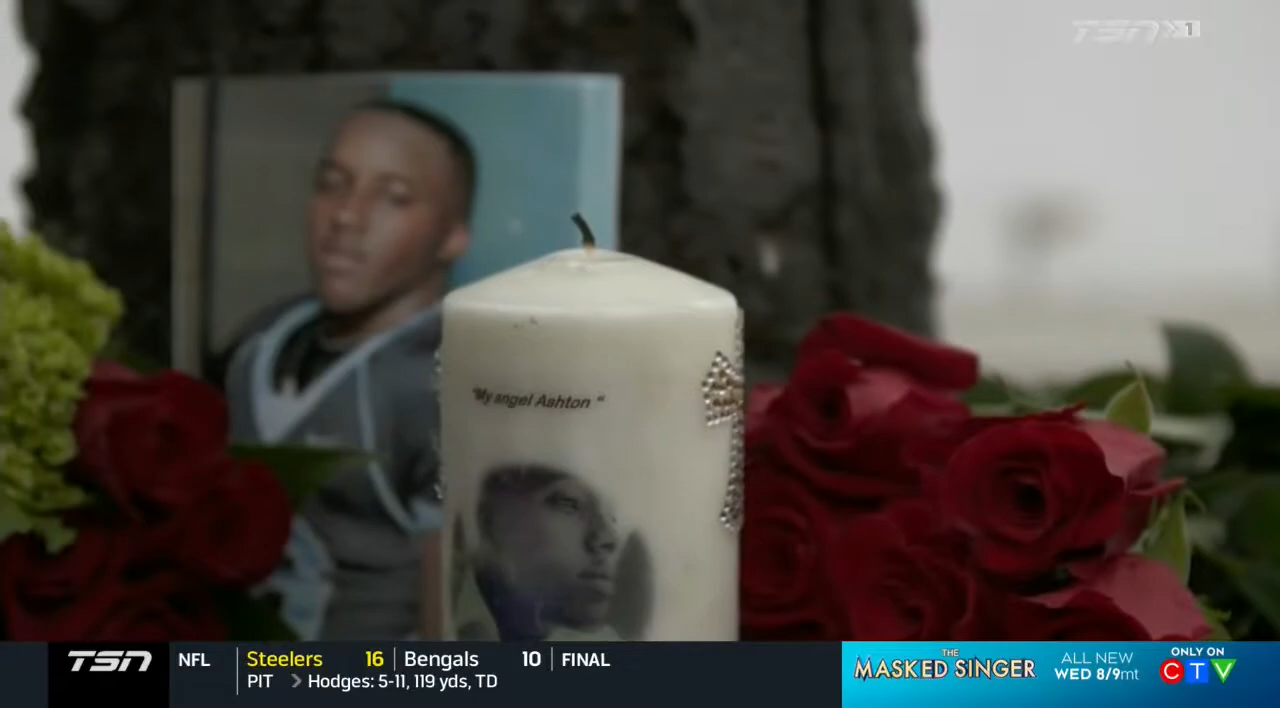 TSN 1
"My angel Ashton "
TSN
NFL
Steelers 16
Bengals 10
FINAL
PIT > Hodges: 5-11, 119 yds, TD
THE
MASKED SINGER
ALL NEW
WED 8/9mt
ONLY ON
CTV